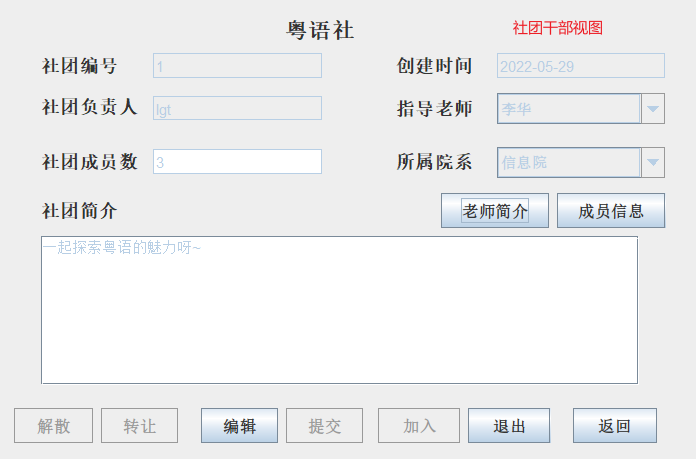 粤语社
社团干部视图
社团编号 1 创建时间 2022-05-29
社团负责人 lgt 指导老师 李华
社团成员数 3 所属院系 信息院
社团简介 老师简介 成员信息
一起探索粤语的魅力呀~
解散 转让 编辑 提交 加入 退出 返回